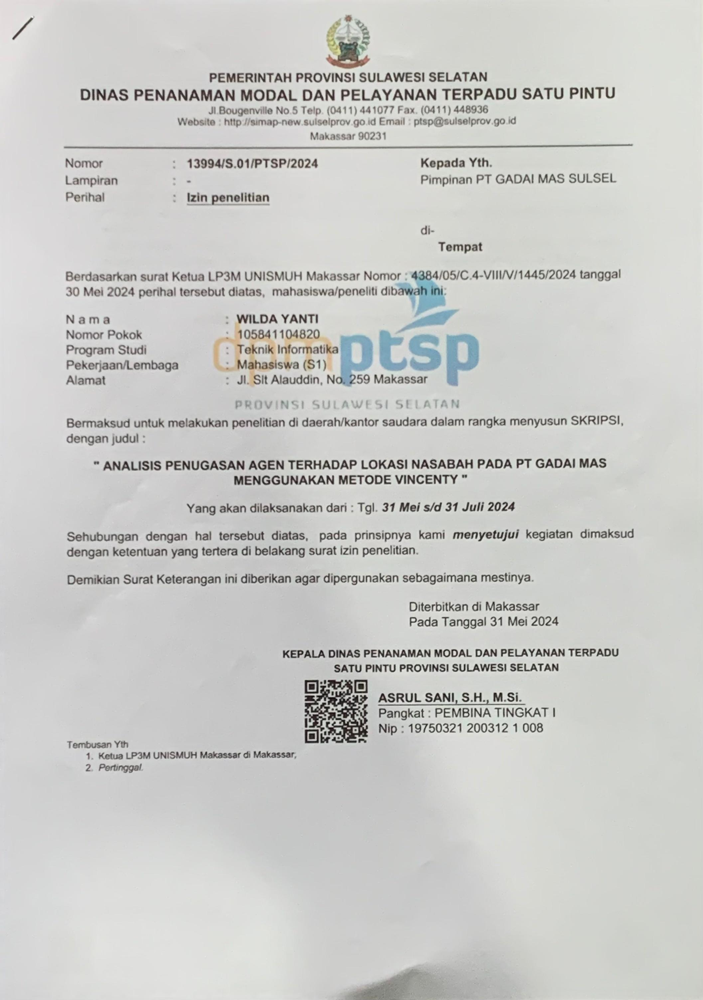 PEMERINTAH PROVINSI SULAWESI SELATAN
DINAS PENANAMAN MODAL DAN PELAYANAN TERPADU SATU PINTU
Jl.Bougenville No.5 Telp. (0411) 441077 Fax. (0411) 448936
Website : http://simap-new.sulselprov.go.id Email : ptsp@sulselprov.go.id
Makassar 90231
Nomor : 13994/S.01/PTSP/2024 Kepada Yth.
Lampiran : - Pimpinan PT GADAI MAS SULSEL
Perihal : Izin penelitian
di-
Tempat
Berdasarkan surat Ketua LP3M UNISMUH Makassar Nomor : 4384/05/C.4-VIII/V/1445/2024 tanggal
30 Mei 2024 perihal tersebut diatas, mahasiswa/peneliti dibawah ini:
N a m a : WILDA YANTI
Nomor Pokok : 105841104820
Program Studi : Teknik Informatika
Pekerjaan/Lembaga : Mahasiswa (S1)
Alamat : Jl. Slt Alauddin, No. 259 Makassar
dpmptsp
PROVINSI SULAWESI SELATAN
Bermaksud untuk melakukan penelitian di daerah/kantor saudara dalam rangka menyusun SKRIPSI,
dengan judul :
" ANALISIS PENUGASAN AGEN TERHADAP LOKASI NASABAH PADA PT GADAI MAS
MENGGUNAKAN METODE VINCENTY "
Yang akan dilaksanakan dari : Tgl. 31 Mei s/d 31 Juli 2024
Sehubungan dengan hal tersebut diatas, pada prinsipnya kami menyetujui kegiatan dimaksud
dengan ketentuan yang tertera di belakang surat izin penelitian.
Demikian Surat Keterangan ini diberikan agar dipergunakan sebagaimana mestinya.
Diterbitkan di Makassar
Pada Tanggal 31 Mei 2024
KEPALA DINAS PENANAMAN MODAL DAN PELAYANAN TERPADU
SATU PINTU PROVINSI SULAWESI SELATAN
ASRUL SANI, S.H., M.Si.
Pangkat : PEMBINA TINGKAT I
Nip : 19750321 200312 1 008
Tembusan Yth
1. Ketua LP3M UNISMUH Makassar di Makassar;
2. Pertinggal.